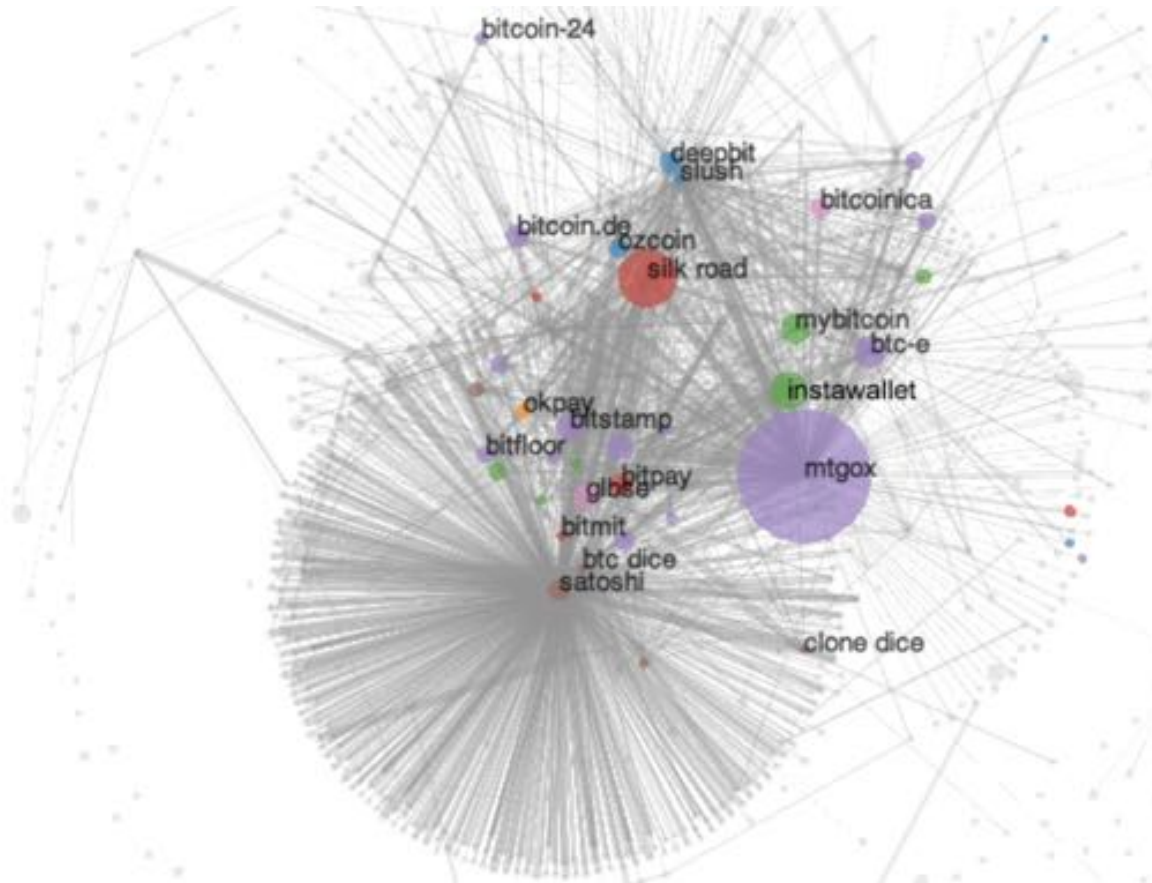 bitcoin-24
deepbit
slush
bitcoinica
bitcoin.de
ozcoin
silk road
mybitcoin
btc-e
instawallet
okpay
bitstamp
bitfloor
mtgox
bitpay
glbse
bitmit
btc dice
satoshi
clone dice